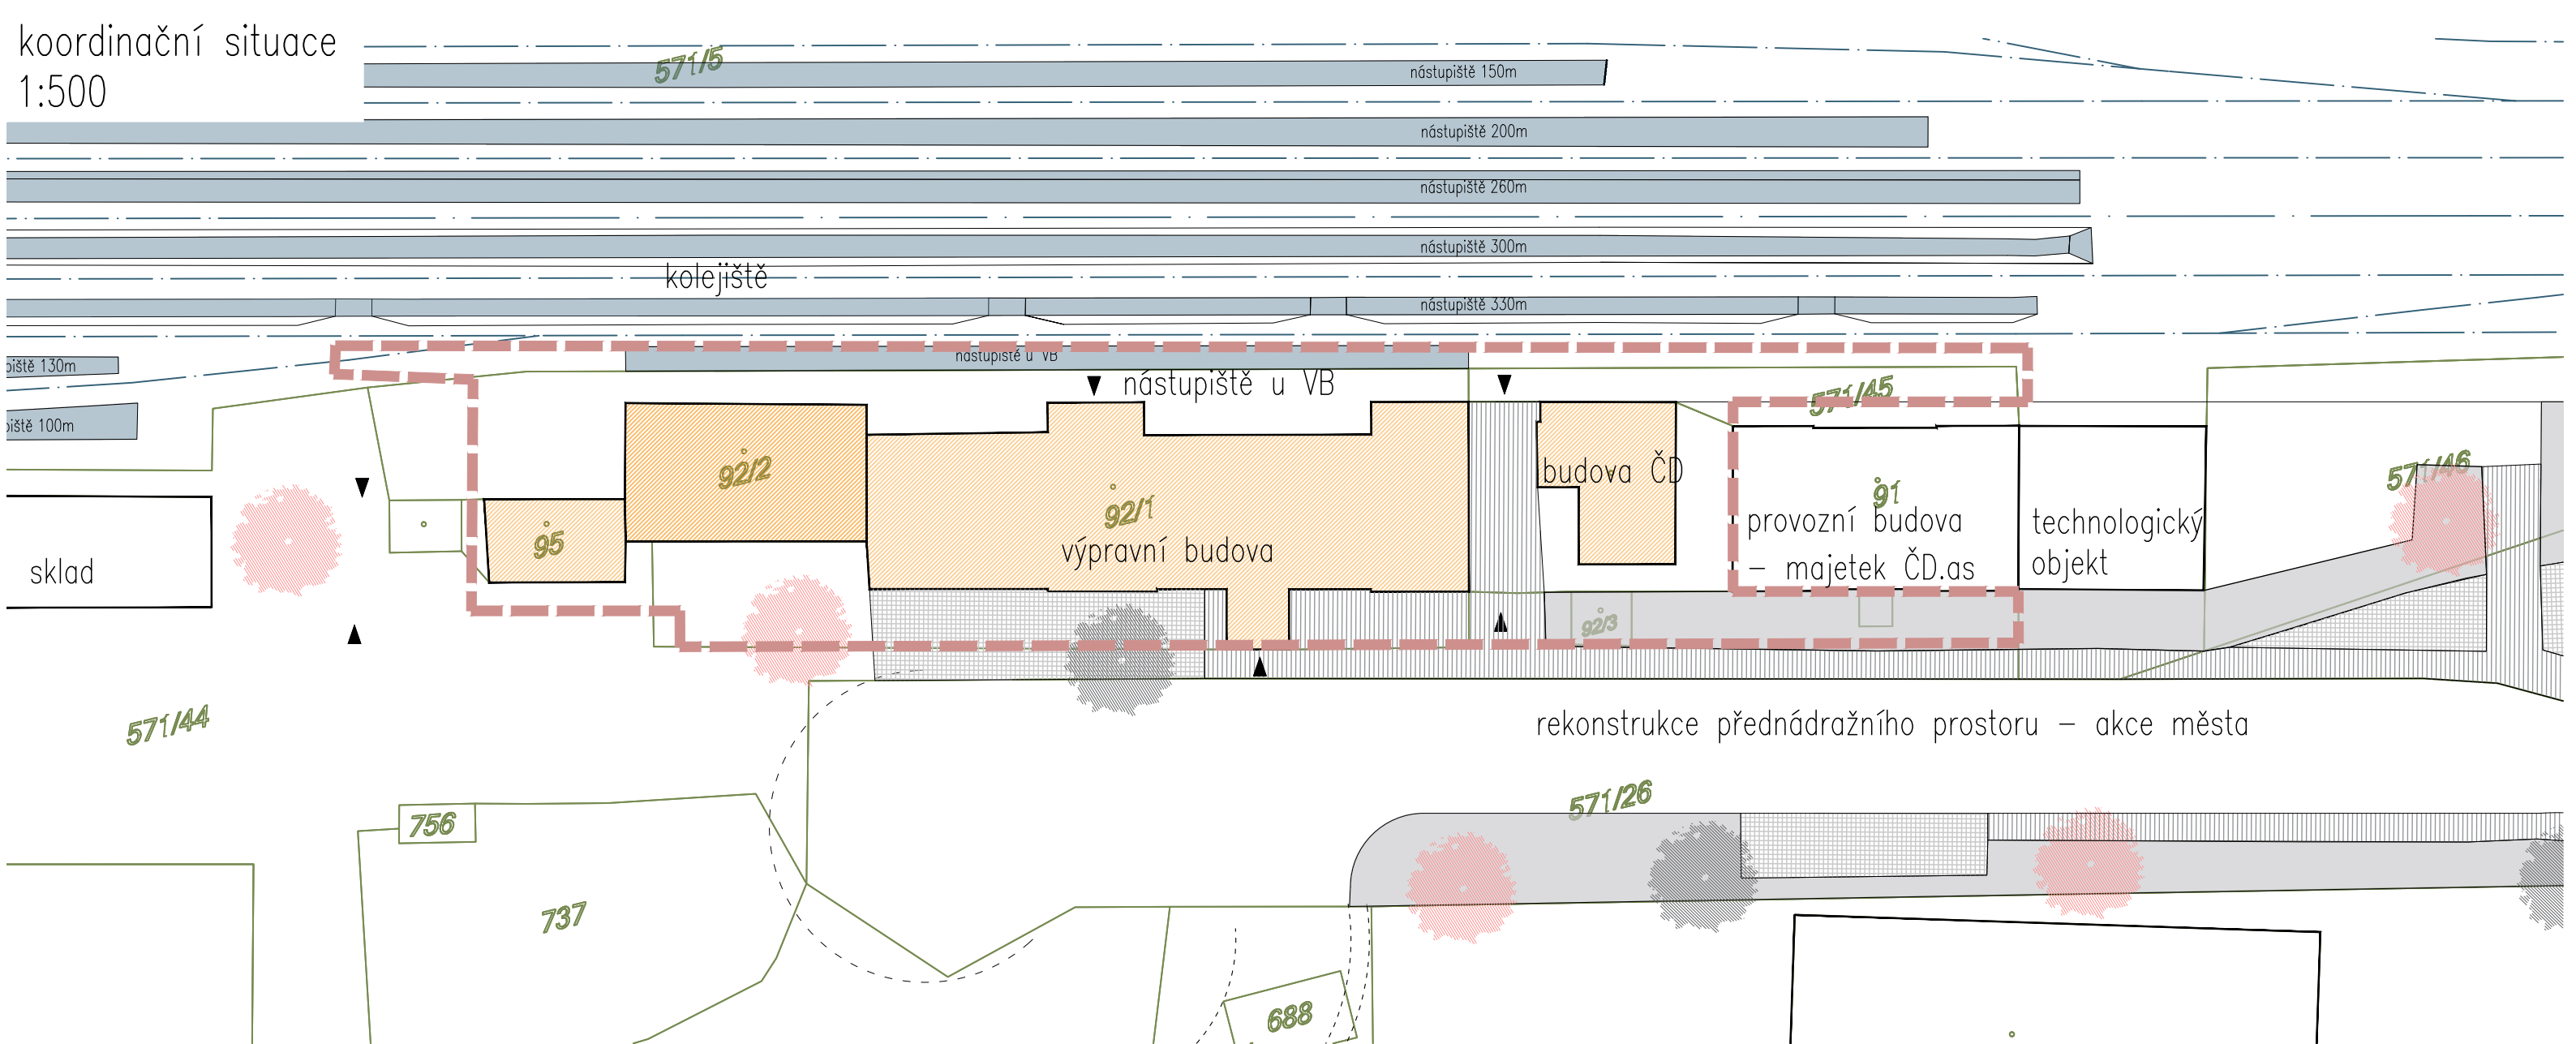 koordinační situace
1:500
571/5
nástupiště 150m
nástupiště 200m
nástupiště 260m
nástupiště 300m
kolejiště
nástupiště 330m
nástupiště u VB
iště 130m
nástupiště u VB
571/45
iště 100m
92/2
budova ČD
571/46
91
92/1
95
provozní budova
– majetek ČD.as
technologický
objekt
výpravní budova
sklad
92/3
571/44
rekonstrukce přednádražního prostoru – akce města
571/26
756
737
688